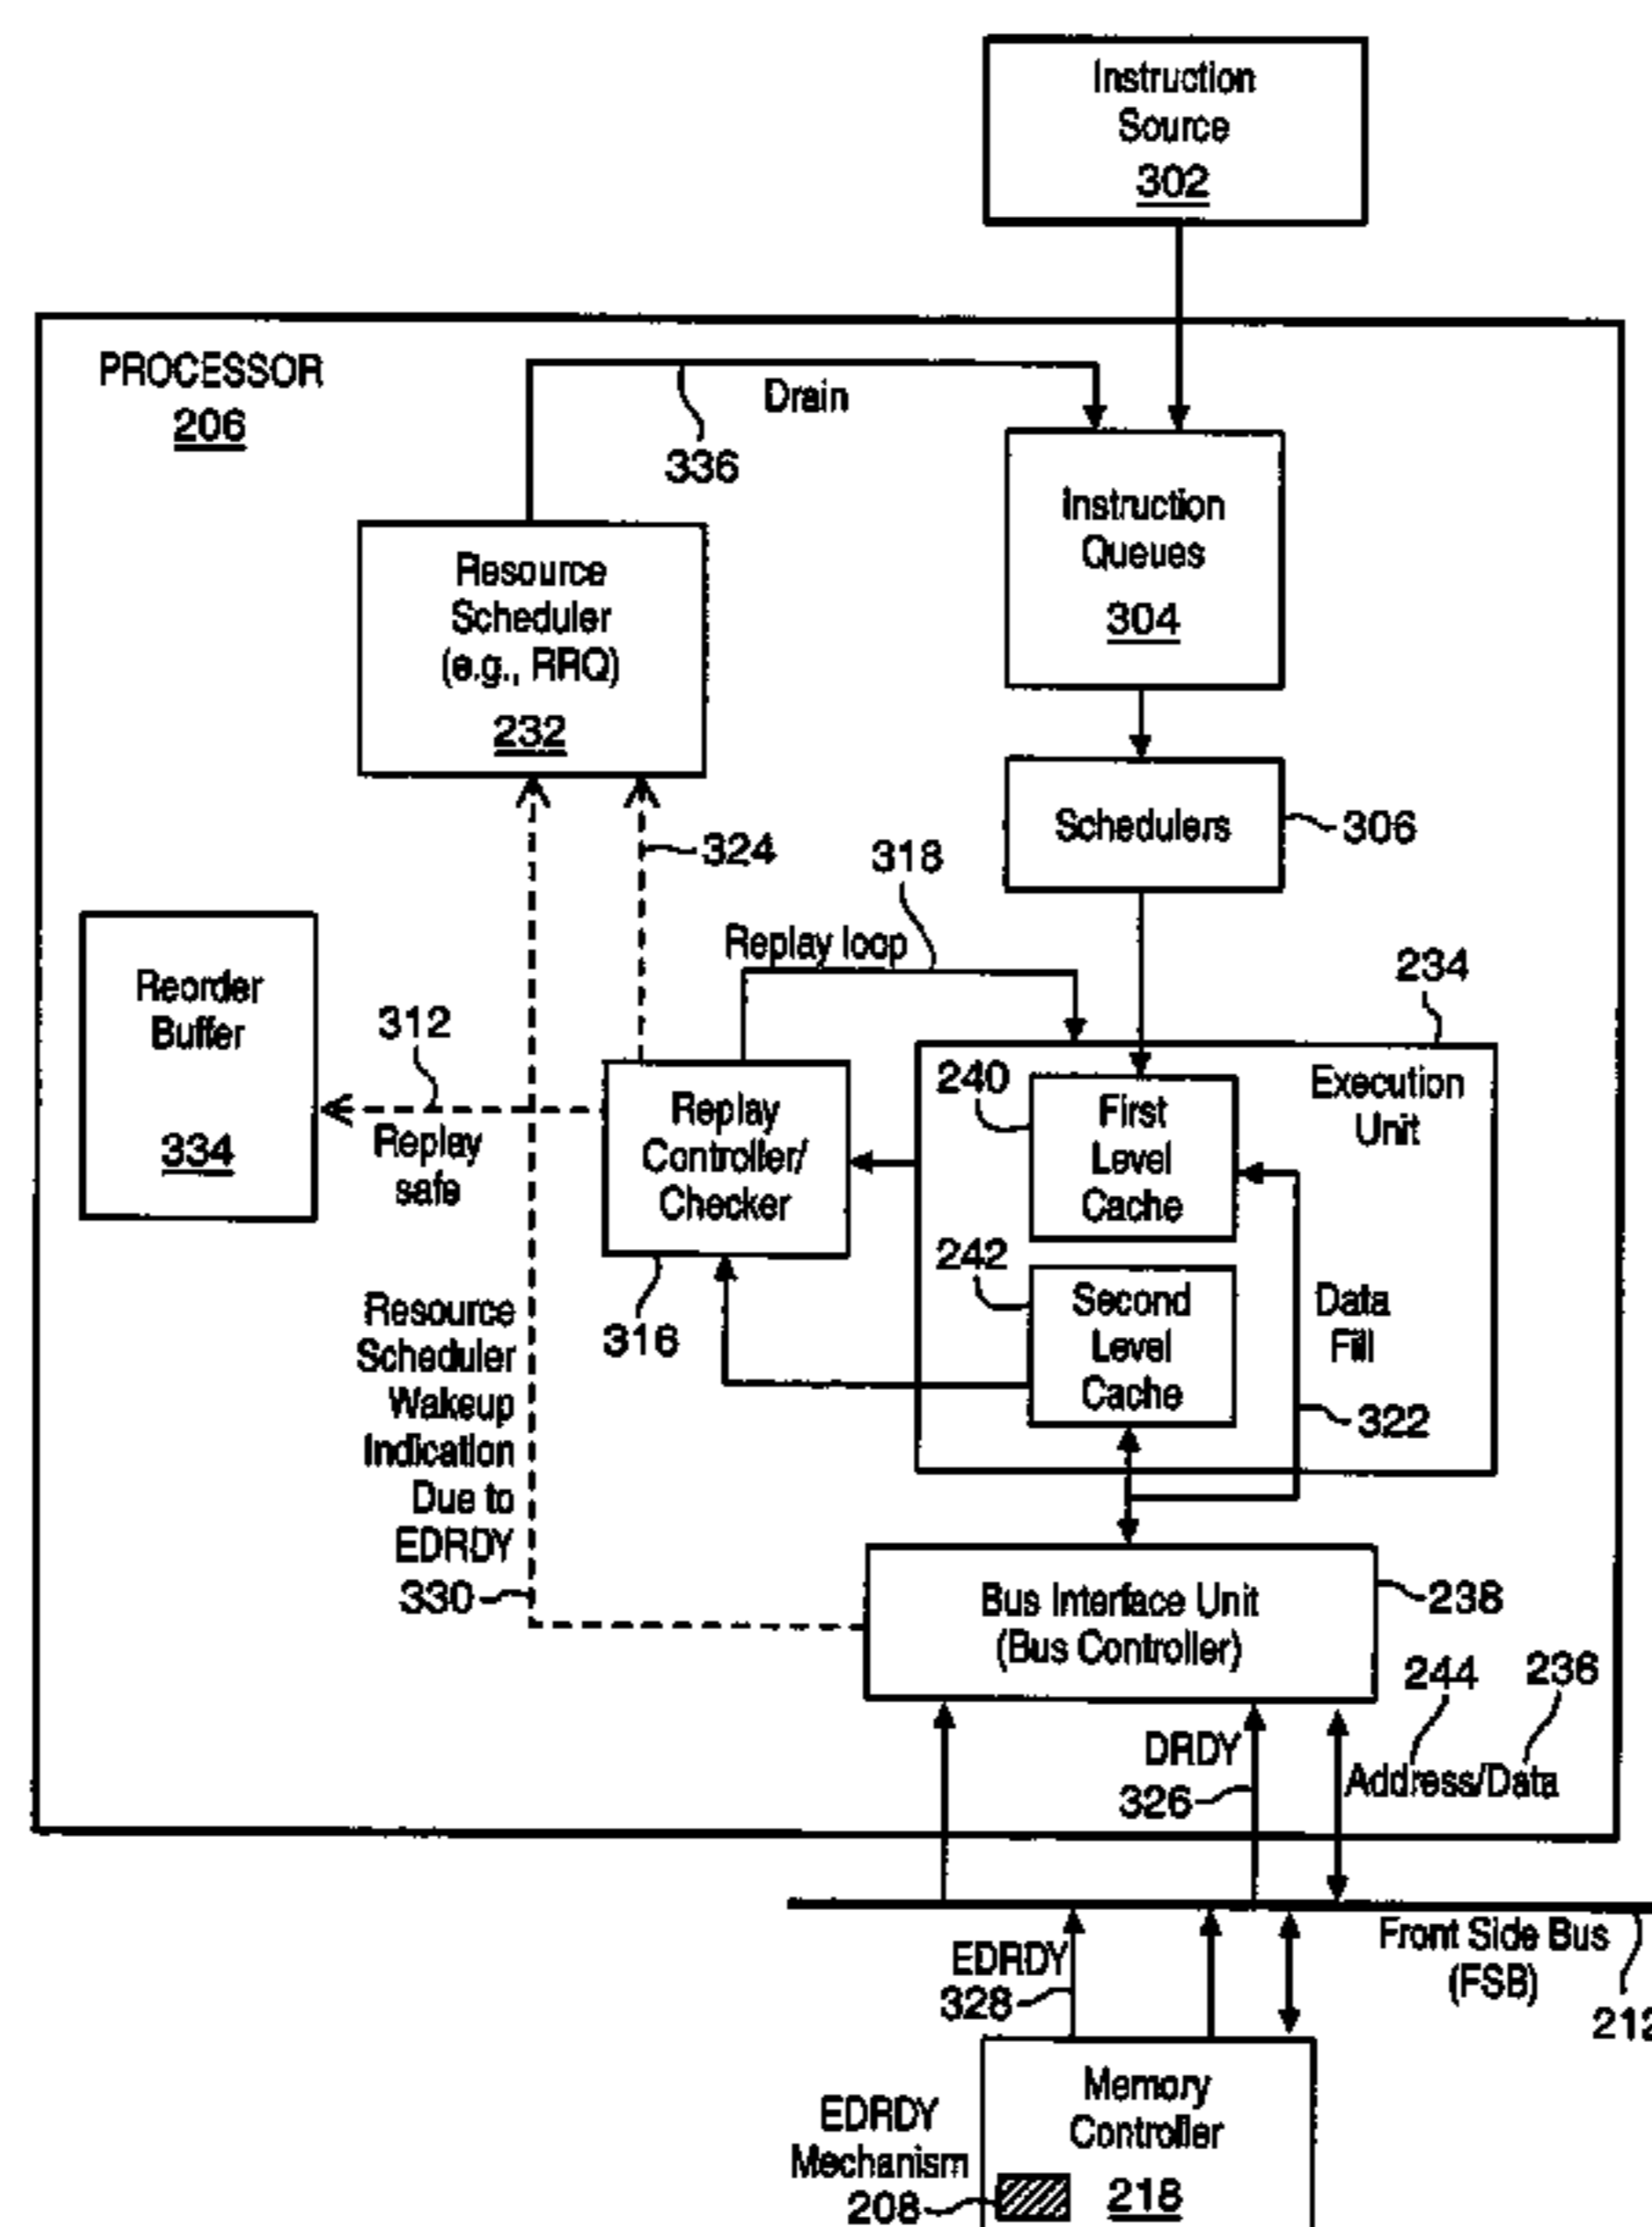 Instruction
Source
302
PROCESSOR
206
Drain
336
Instruction
Queues
304
Resource
Scheduler
(e.g., RRQ)
232
Schedulers
306
324
318
Replay loop
234
Reorder
Buffer
334
312
Replay
safe
Replay
Controller/
Checker
316
240
First
Level
Cache
Execution
Unit
242
Second
Level
Cache
Data
Fill
322
Resource
Scheduler
Wakeup
Indication
Due to
EDRDY
330
Bus Interface Unit
(Bus Controller)
238
244
236
DRDY
326
Address/Data
Front Side Bus
(FSB)
212
EDRDY
328
Memory
Controller
218
EDRDY
Mechanism
208